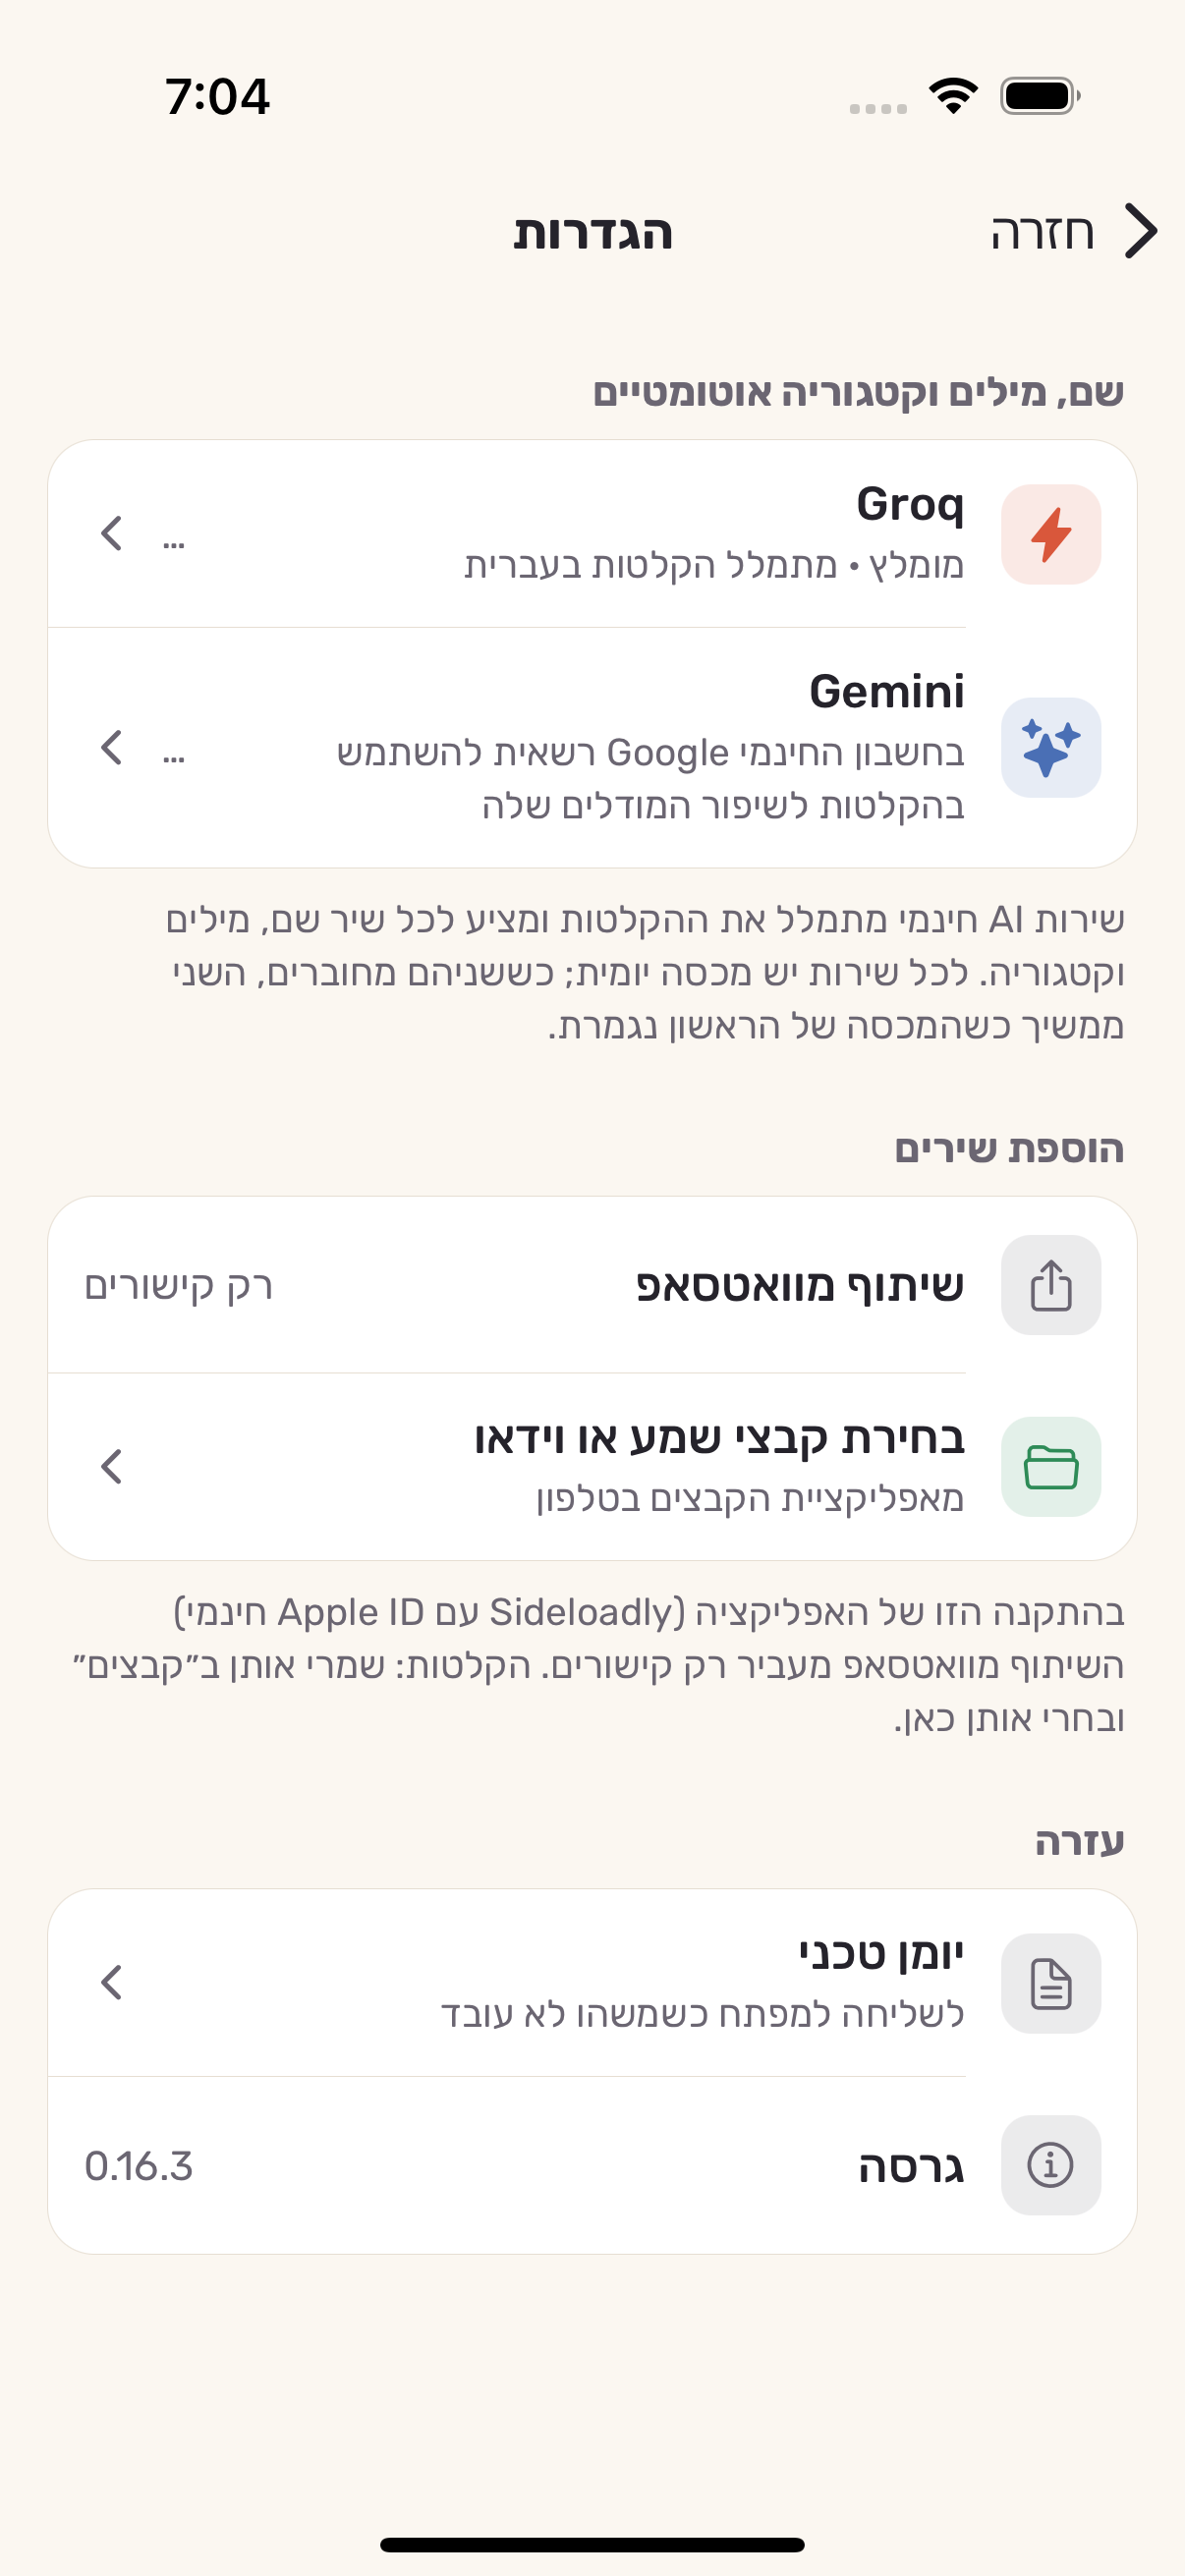 7:04
חזרה
הגדרות
שם, מילים וקטגוריה אוטומטיים
Groq
מומלץ • מתמלל הקלטות בעברית
...
Gemini
בחשבון החינמי Google רשאית להשתמש
בהקלטות לשיפור המודלים שלה
...
שירות AI חינמי מתמלל את ההקלטות ומציע לכל שיר שם, מילים
וקטגוריה. לכל שירות יש מכסה יומית; כששניהם מחוברים, השני
ממשיך כשהמכסה של הראשון נגמרת.
הוספת שירים
שיתוף מוואטסאפ
רק קישורים
בחירת קבצי שמע או וידאו
מאפליקציית הקבצים בטלפון
בהתקנה הזו של האפליקציה (Sideloadly עם Apple ID חינמי)
השיתוף מוואטסאפ מעביר רק קישורים. הקלטות: שמרי אותן ב״קבצים״
ובחרי אותן כאן.
עזרה
יומן טכני
לשליחה למפתח כשמשהו לא עובד
גרסה
0.16.3